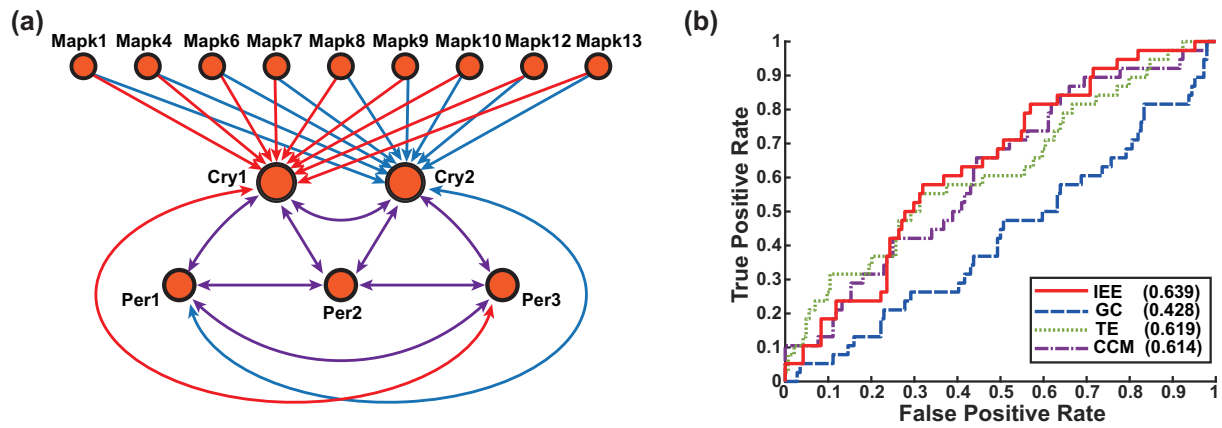 (a)
Mapk1 Mapk4 Mapk6 Mapk7 Mapk8 Mapk9 Mapk10 Mapk12 Mapk13
Cry1 Cry2
Per1 Per2 Per3
(b)
True Positive Rate
1
0.9
0.8
0.7
0.6
0.5
0.4
0.3
0.2
0.1
0
0 0.1 0.2 0.3 0.4 0.5 0.6 0.7 0.8 0.9 1
False Positive Rate
IEE (0.639)
GC (0.428)
TE (0.619)
CCM (0.614)